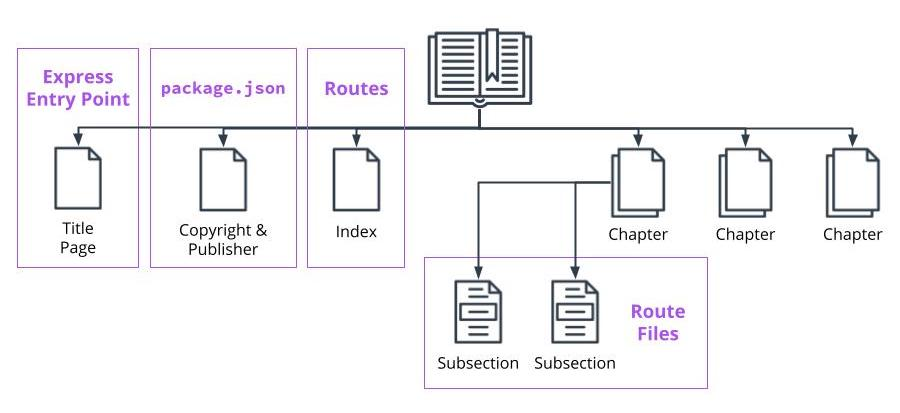 Express
Entry Point
package.json
Routes
Title
Page
Copyright &
Publisher
Index
Chapter
Chapter
Chapter
Subsection
Subsection
Route
Files